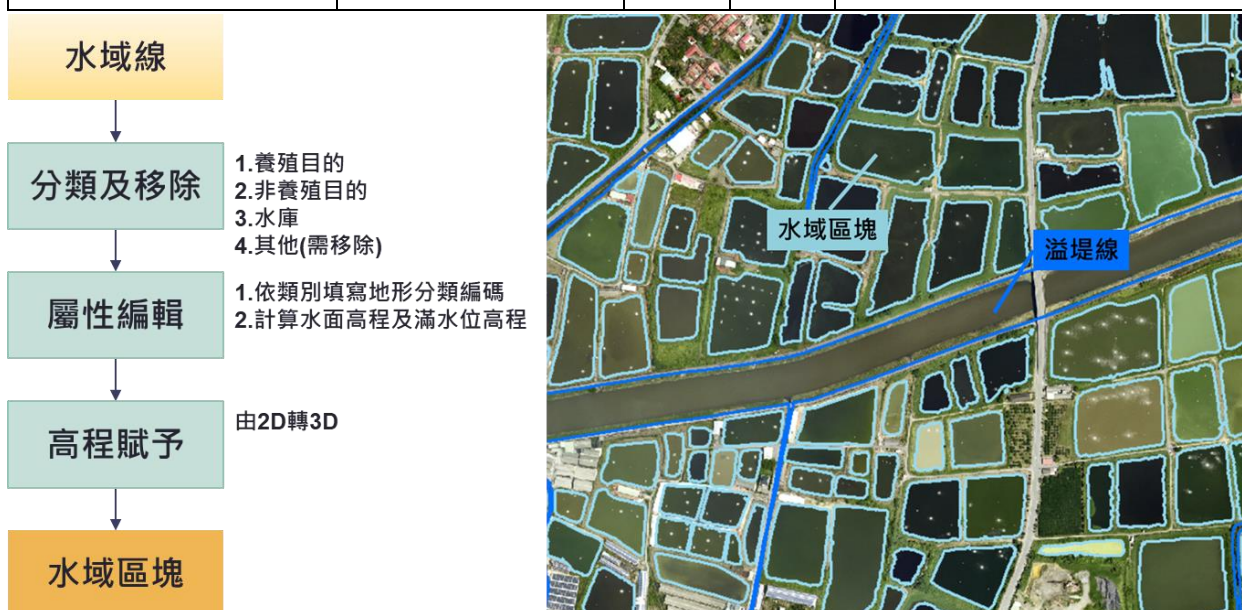 水域線
分類及移除
1.養殖目的
2.非養殖目的
3.水庫
4.其他(需移除)
屬性編輯
1.依類別填寫地形分類編碼
2.計算水面高程及滿水位高程
高程賦予
由2D轉3D
水域區塊
水域區塊
溢堤線